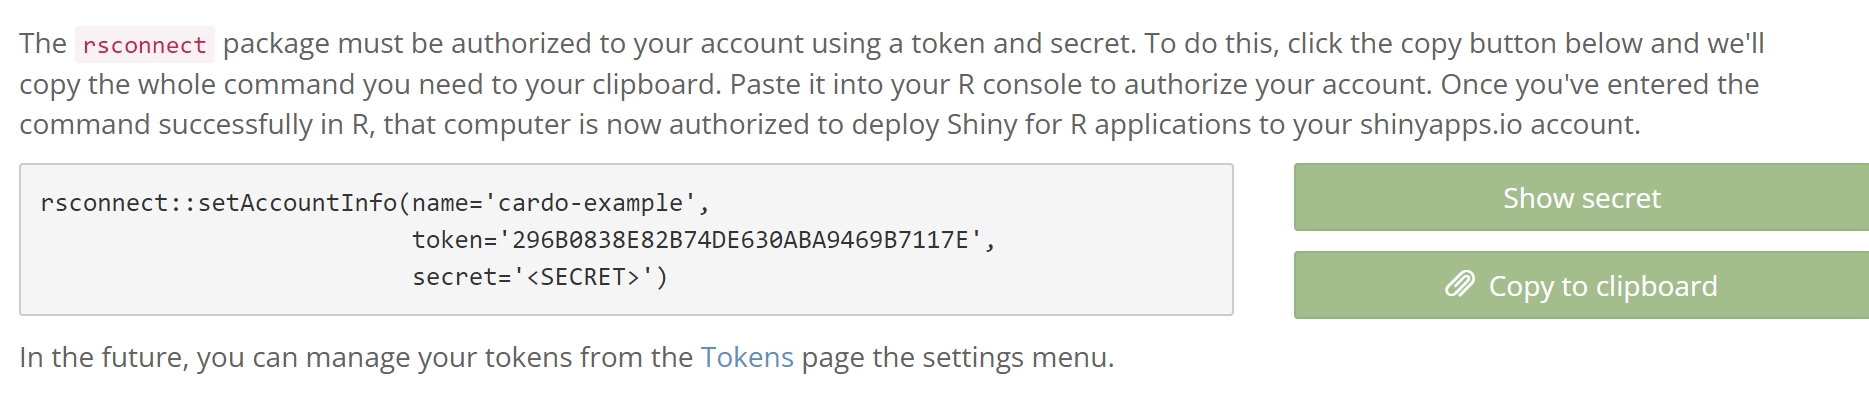 The rsconnect package must be authorized to your account using a token and secret. To do this, click the copy button below and we'll
copy the whole command you need to your clipboard. Paste it into your R console to authorize your account. Once you've entered the
command successfully in R, that computer is now authorized to deploy Shiny for R applications to your shinyapps.io account.
rsconnect::setAccountInfo(name='cardo-example',
token='296B0838E82B74DE630ABA9469B7117E',
secret='<SECRET>')
Show secret
Copy to clipboard
In the future, you can manage your tokens from the Tokens page the settings menu.